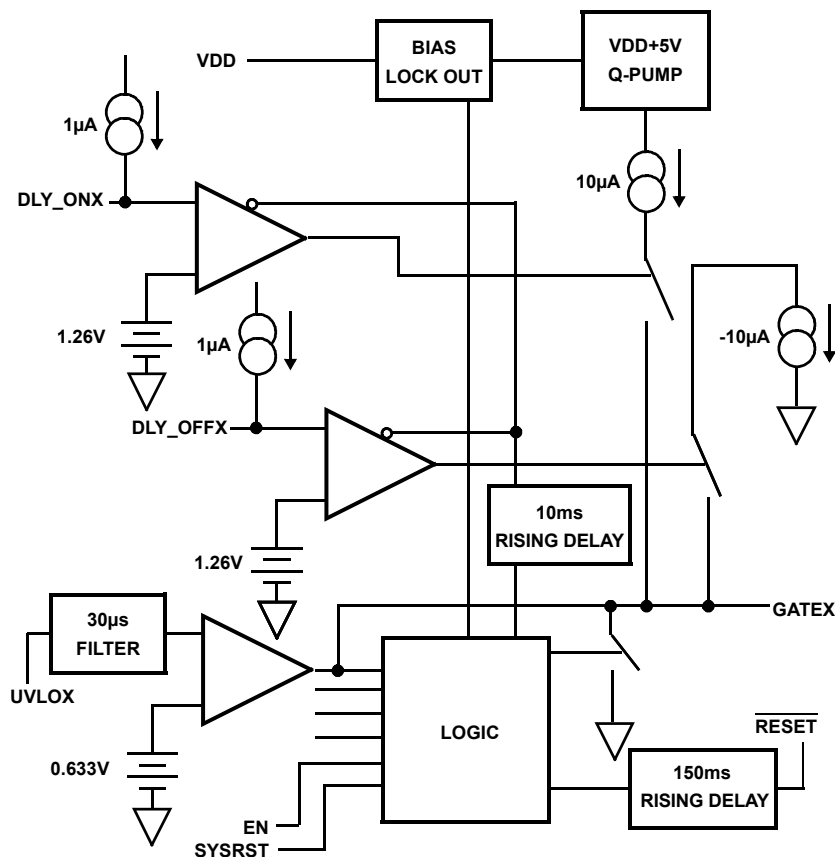 VDD
BIAS
LOCK OUT
VDD+5V
Q-PUMP
1µA
10µA
DLY_ONX
1.26V
1µA
-10µA
DLY_OFFX
10ms
RISING DELAY
1.26V
30µs
FILTER
GATEX
UVLOX
LOGIC
RESET
0.633V
150ms
RISING DELAY
EN
SYSRST